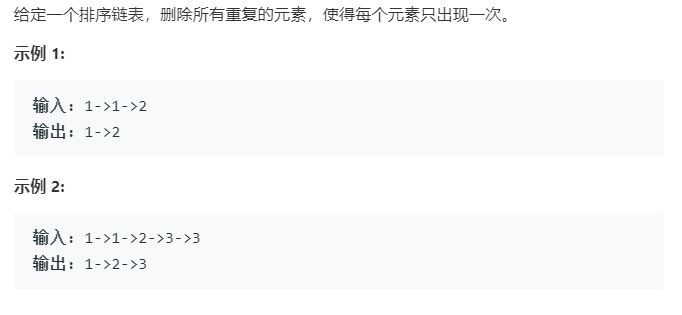 给定一个排序链表，删除所有重复的元素，使得每个元素只出现一次。
示例 1:
输入: 1->1->2
输出: 1->2
示例 2:
输入: 1->1->2->3->3
输出: 1->2->3